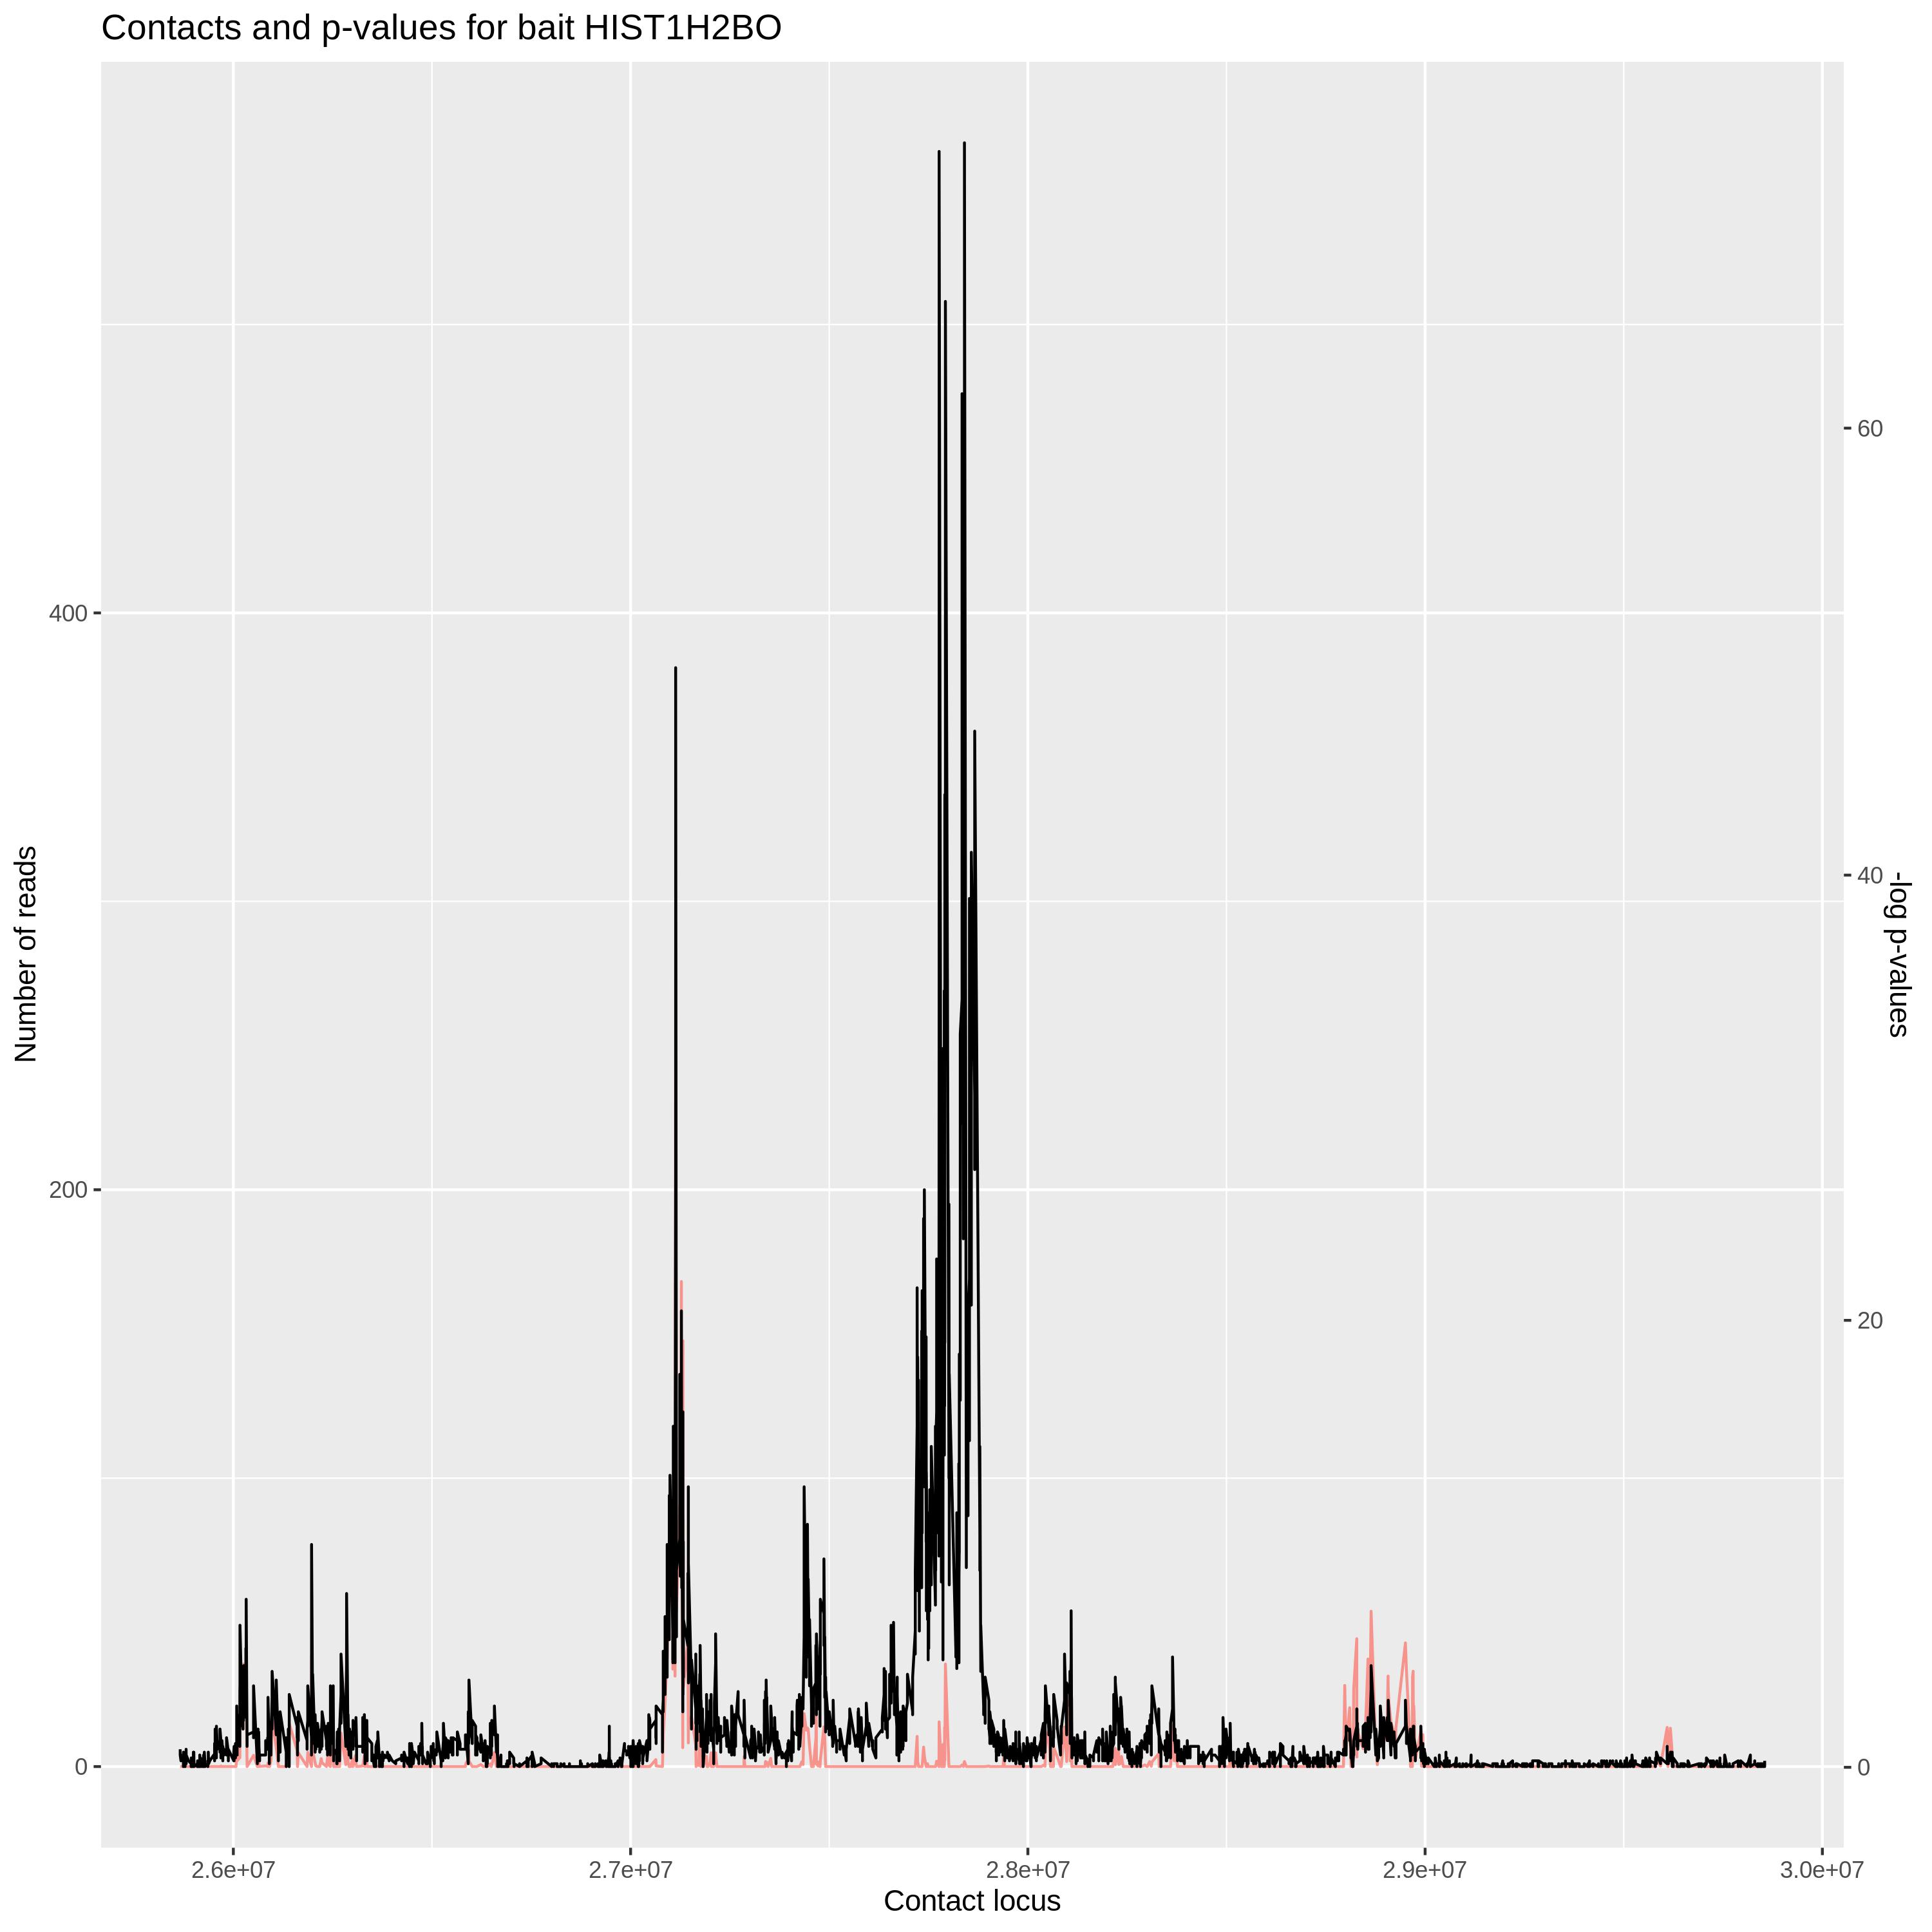 Contacts and p-values for bait HIST1H2BO
Number of reads
400
200
0
60
40
20
0
-log p-values
2.6e+07 2.7e+07 2.8e+07 2.9e+07 3.0e+07
Contact locus